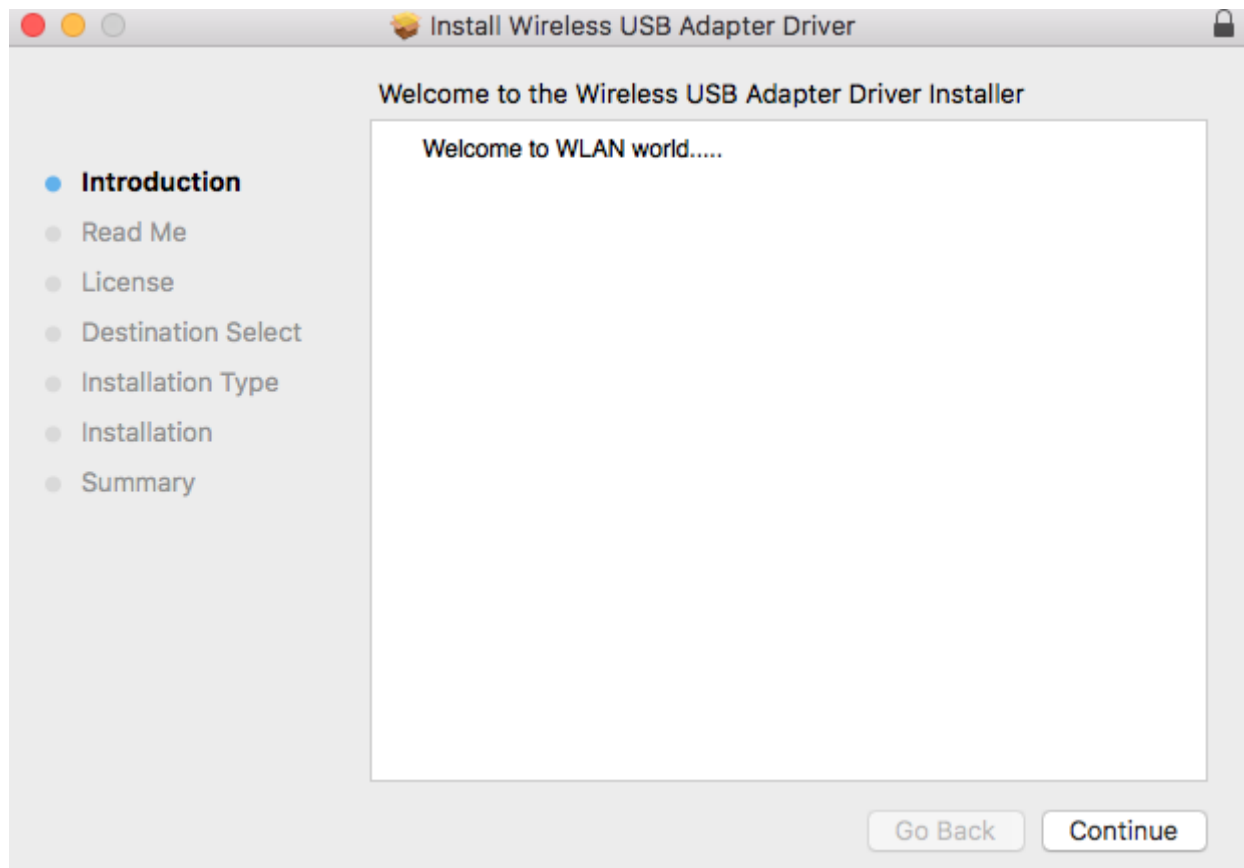 Install Wireless USB Adapter Driver
Welcome to the Wireless USB Adapter Driver Installer
Welcome to WLAN world.....
Introduction
Read Me
License
Destination Select
Installation Type
Installation
Summary
Go Back
Continue